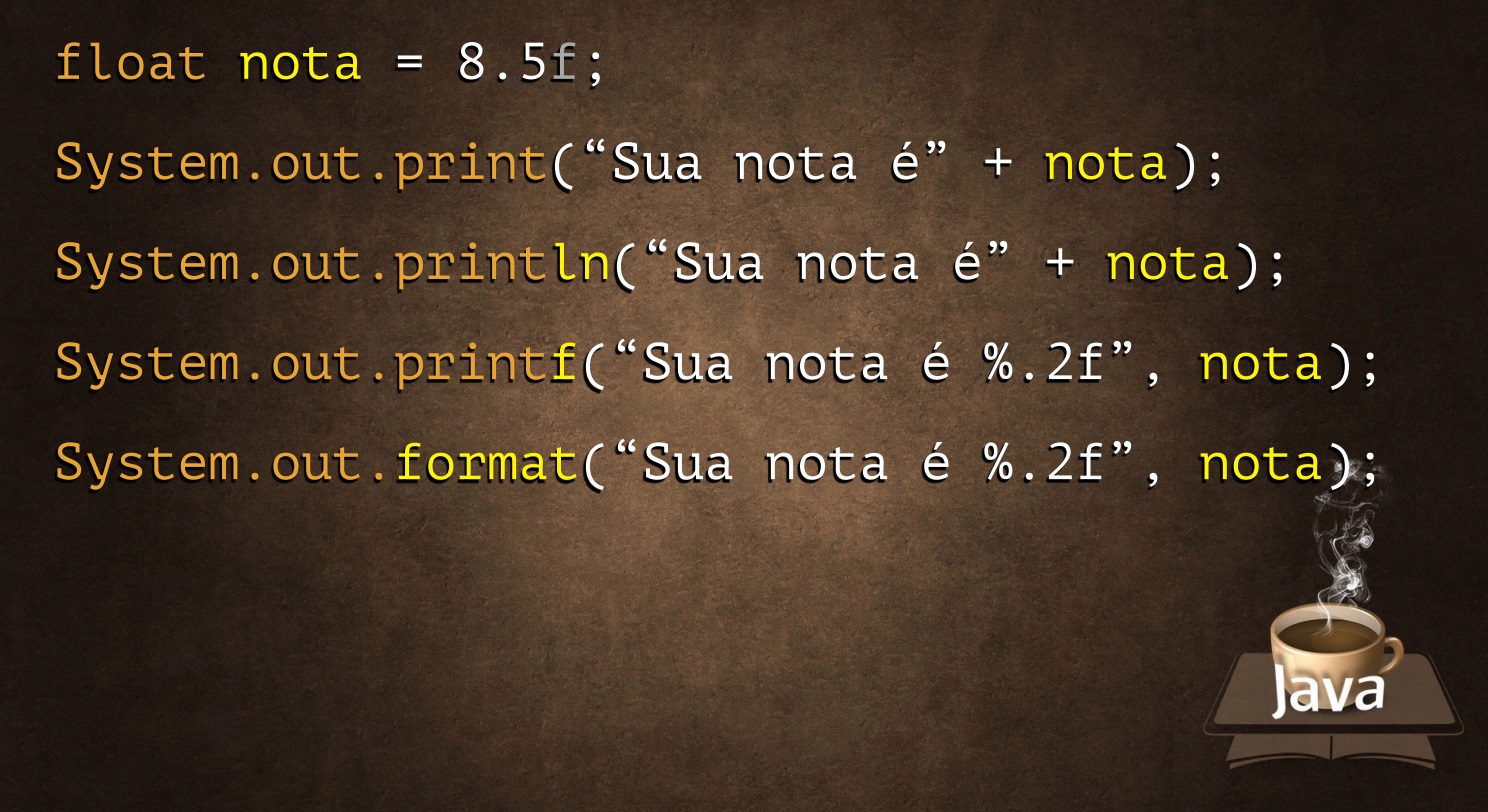 float nota = 8.5f;
System.out.print(“Sua nota é” + nota);
System.out.println(“Sua nota é” + nota);
System.out.printf(“Sua nota é %.2f”, nota);
System.out.format(“Sua nota é %.2f”, nota);
Java